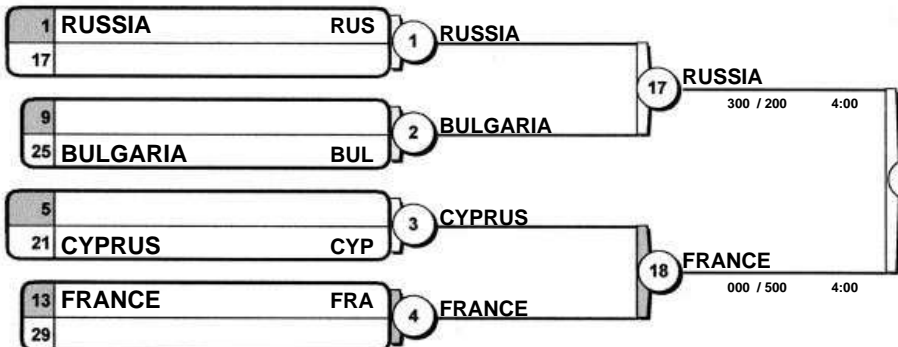 1 RUSSIA RUS
17
1 RUSSIA
9
25 BULGARIA BUL
2 BULGARIA
17 RUSSIA
300 / 200 4:00
5
21 CYPRUS CYP
3 CYPRUS
13 FRANCE FRA
29
4 FRANCE
18 FRANCE
000 / 500 4:00